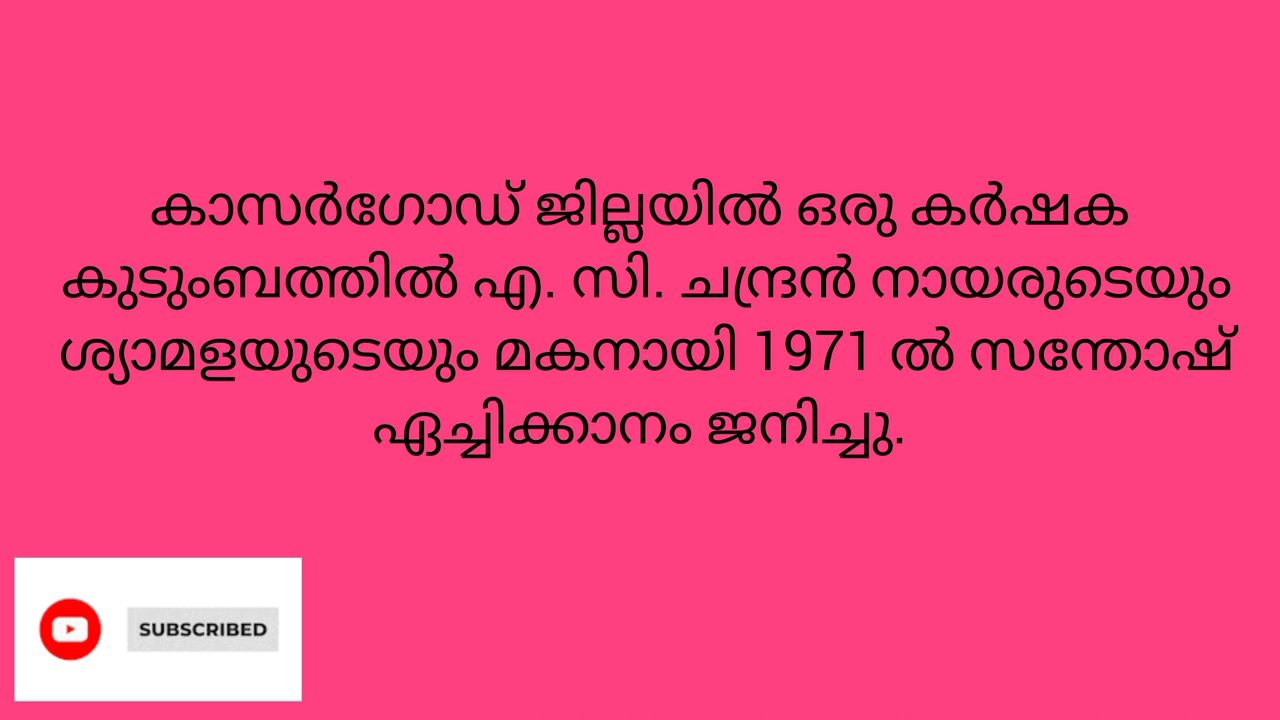 കാസർഗോഡ് ജില്ലയിൽ ഒരു കർഷക
കുടുംബത്തിൽ എ. സി. ചന്ദ്രൻ നായരുടെയും
ശ്യാമളയുടെയും മകനായി 1971 ൽ സന്തോഷ്
ഏച്ചിക്കാനം ജനിച്ചു.
SUBSCRIBED